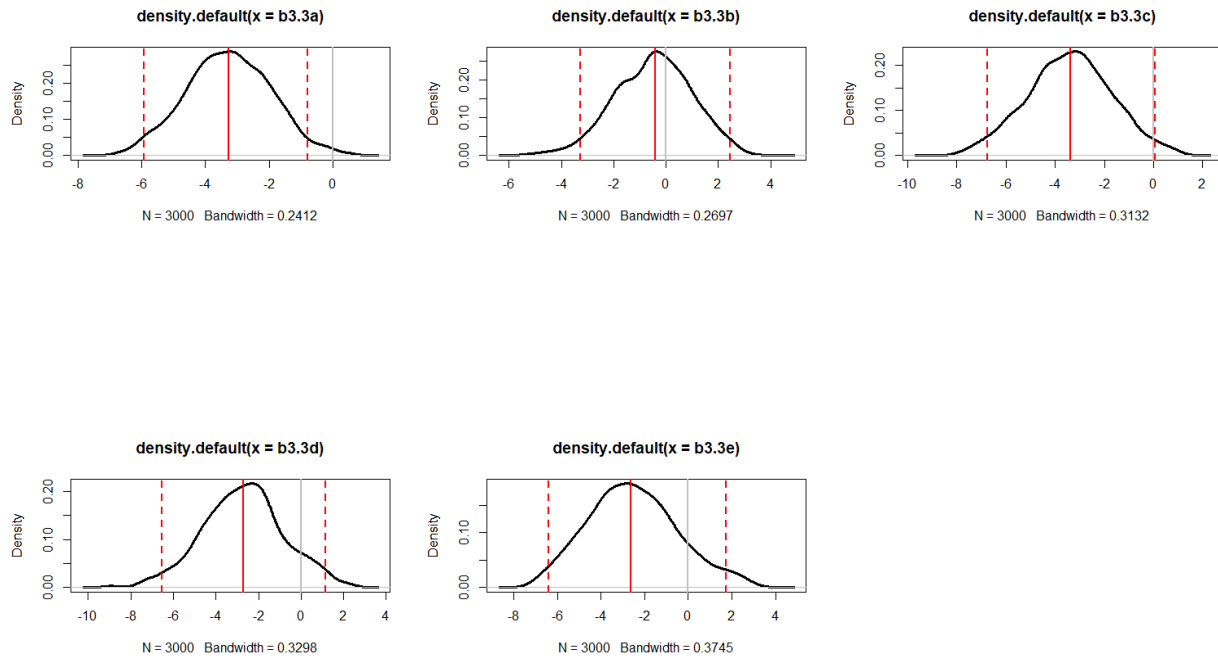 density.default(x = b3.3a)
density.default(x = b3.3b)
density.default(x = b3.3c)
Density
0.00 0.10 0.20
-8 -6 -4 -2 0
N = 3000 Bandwidth = 0.2412
Density
0.00 0.10 0.20
-6 -4 -2 0 2 4
N = 3000 Bandwidth = 0.2697
Density
0.00 0.10 0.20
-10 -8 -6 -4 -2 0 2
N = 3000 Bandwidth = 0.3132
density.default(x = b3.3d)
density.default(x = b3.3e)
Density
0.00 0.10 0.20
-10 -8 -6 -4 -2 0 2 4
N = 3000 Bandwidth = 0.3298
Density
0.00 0.10
-8 -6 -4 -2 0 2 4
N = 3000 Bandwidth = 0.3745